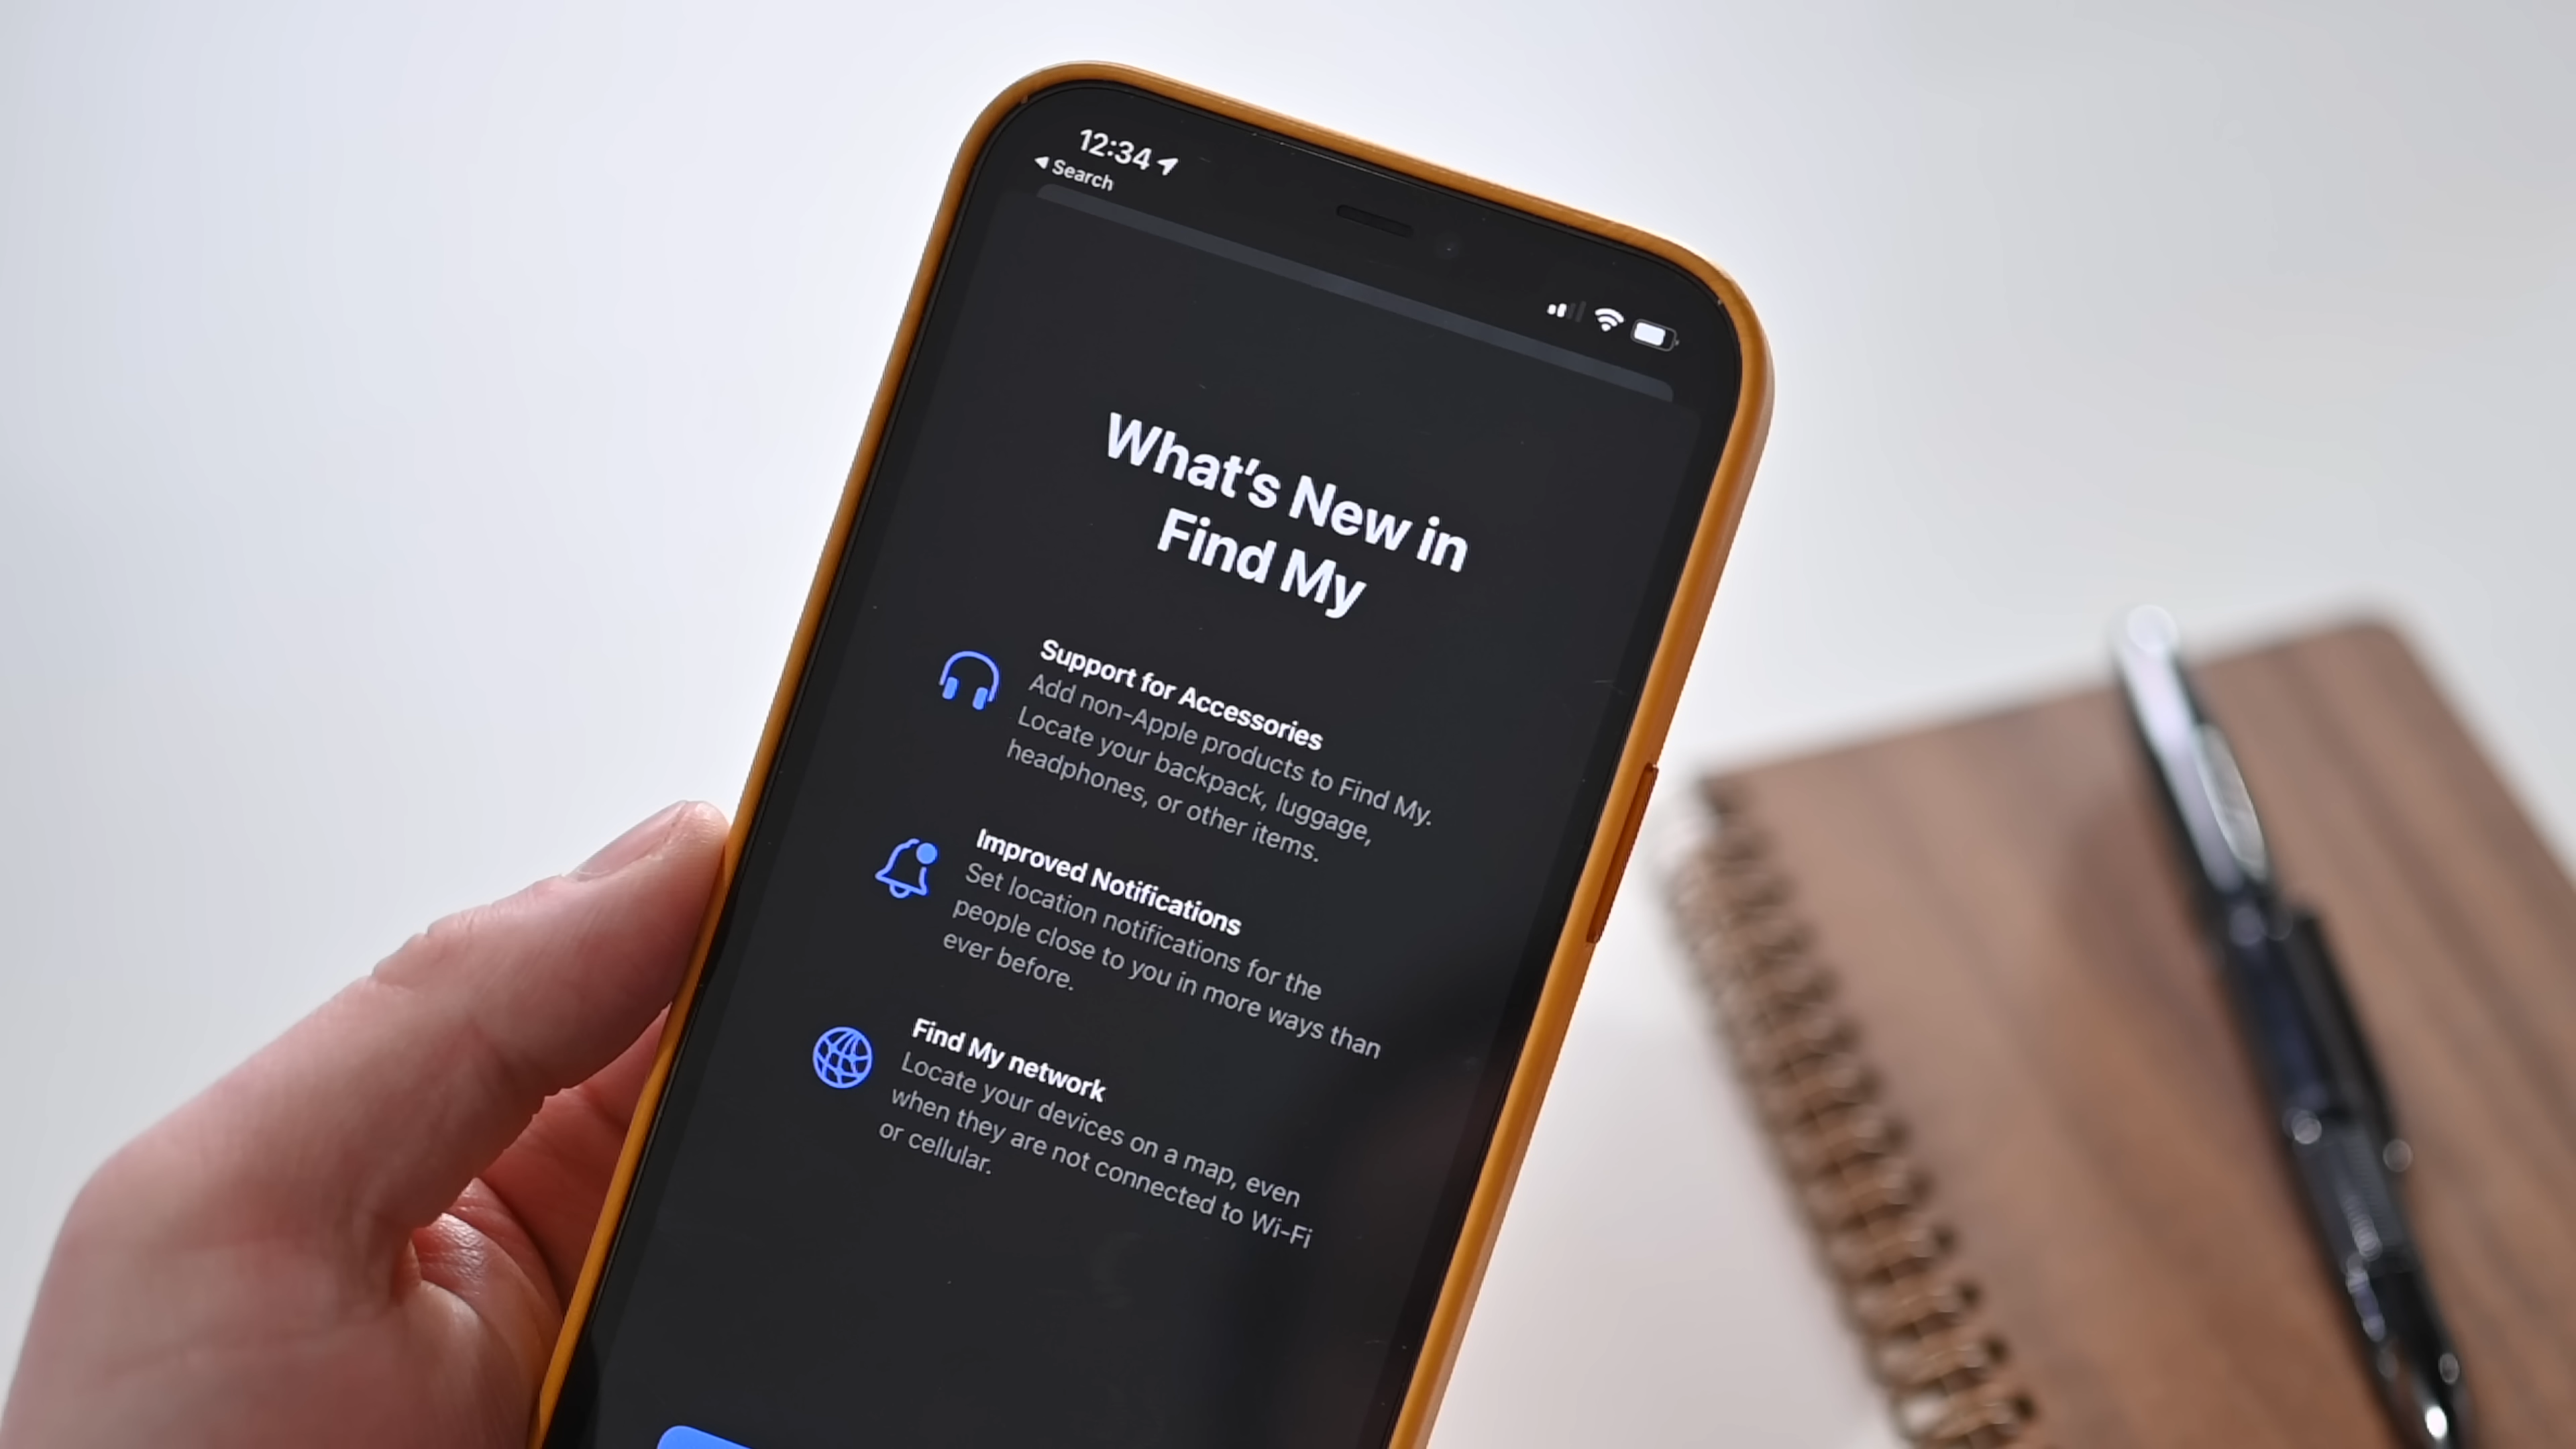 12:34
◀ Search
What's New in
Find My
Support for Accessories
Add non-Apple products to Find My.
Locate your backpack, luggage,
headphones, or other items.
Improved Notifications
Set location notifications for the
people close to you in more ways than
ever before.
Find My network
Locate your devices on a map, even
when they are not connected to Wi-Fi
or cellular.